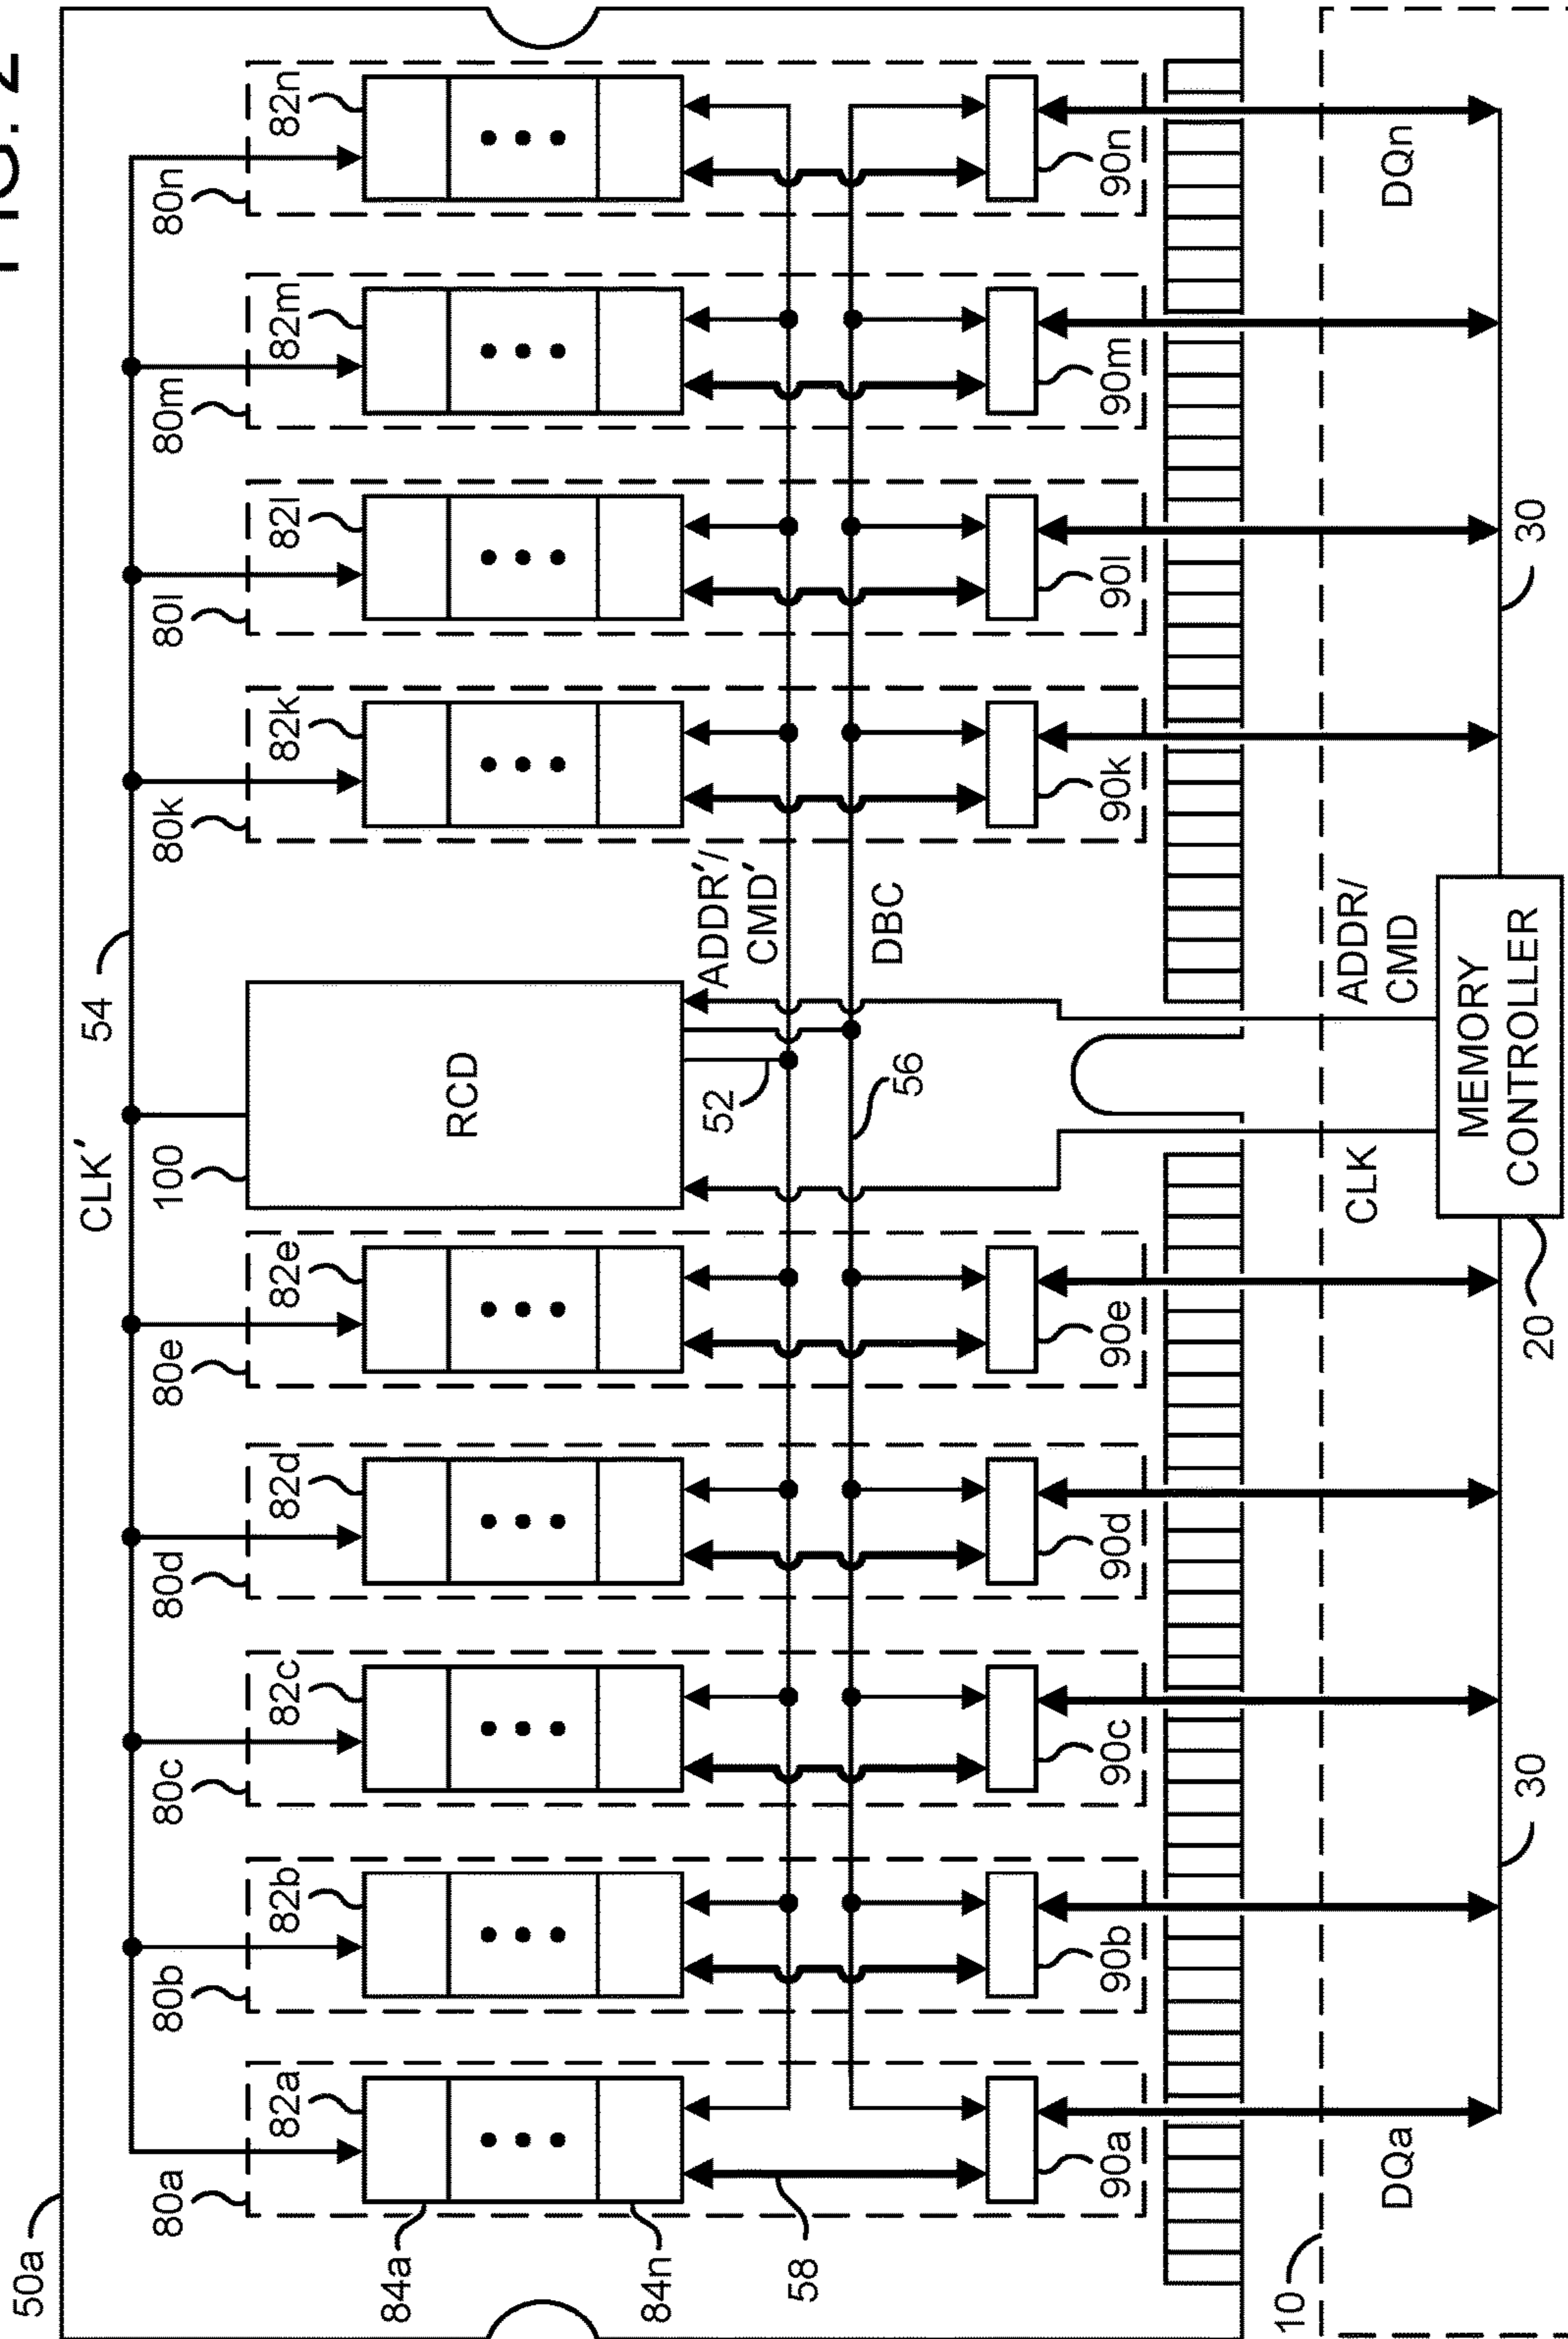 FIG. 2
50a
CLK′
54
80a
80b
80c
80d
80e
100
80k
80l
80m
80n
82a
82b
82c
82d
82e
82k
82l
82m
82n
84a
RCD
84n
52
ADDR′/
CMD′
58
56
DBC
90a
90b
90c
90d
90e
90k
90l
90m
90n
10
DQa
CLK
ADDR/
CMD
DQn
MEMORY
CONTROLLER
30
20
30